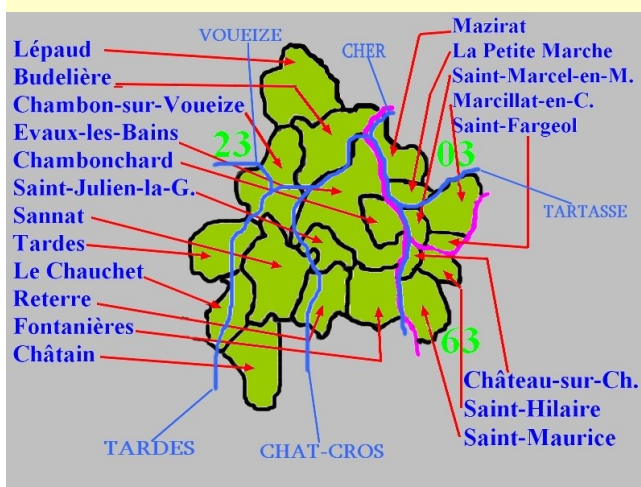 Lépaud
Budelière
Chambon-sur-Voueize
Evaux-les-Bains
Chambonchard
Saint-Julien-la-G.
Sannat
Tardes
Le Chauchet
Reterre
Fontanières
Châtain
VOUEIZE
CHER
23
03
63
Mazirat
La Petite Marche
Saint-Marcel-en-M.
Marcillat-en-C.
Saint-Fargeol
TARTASSE
Château-sur-Ch.
Saint-Hilaire
Saint-Maurice
TARDES
CHAT-CROS